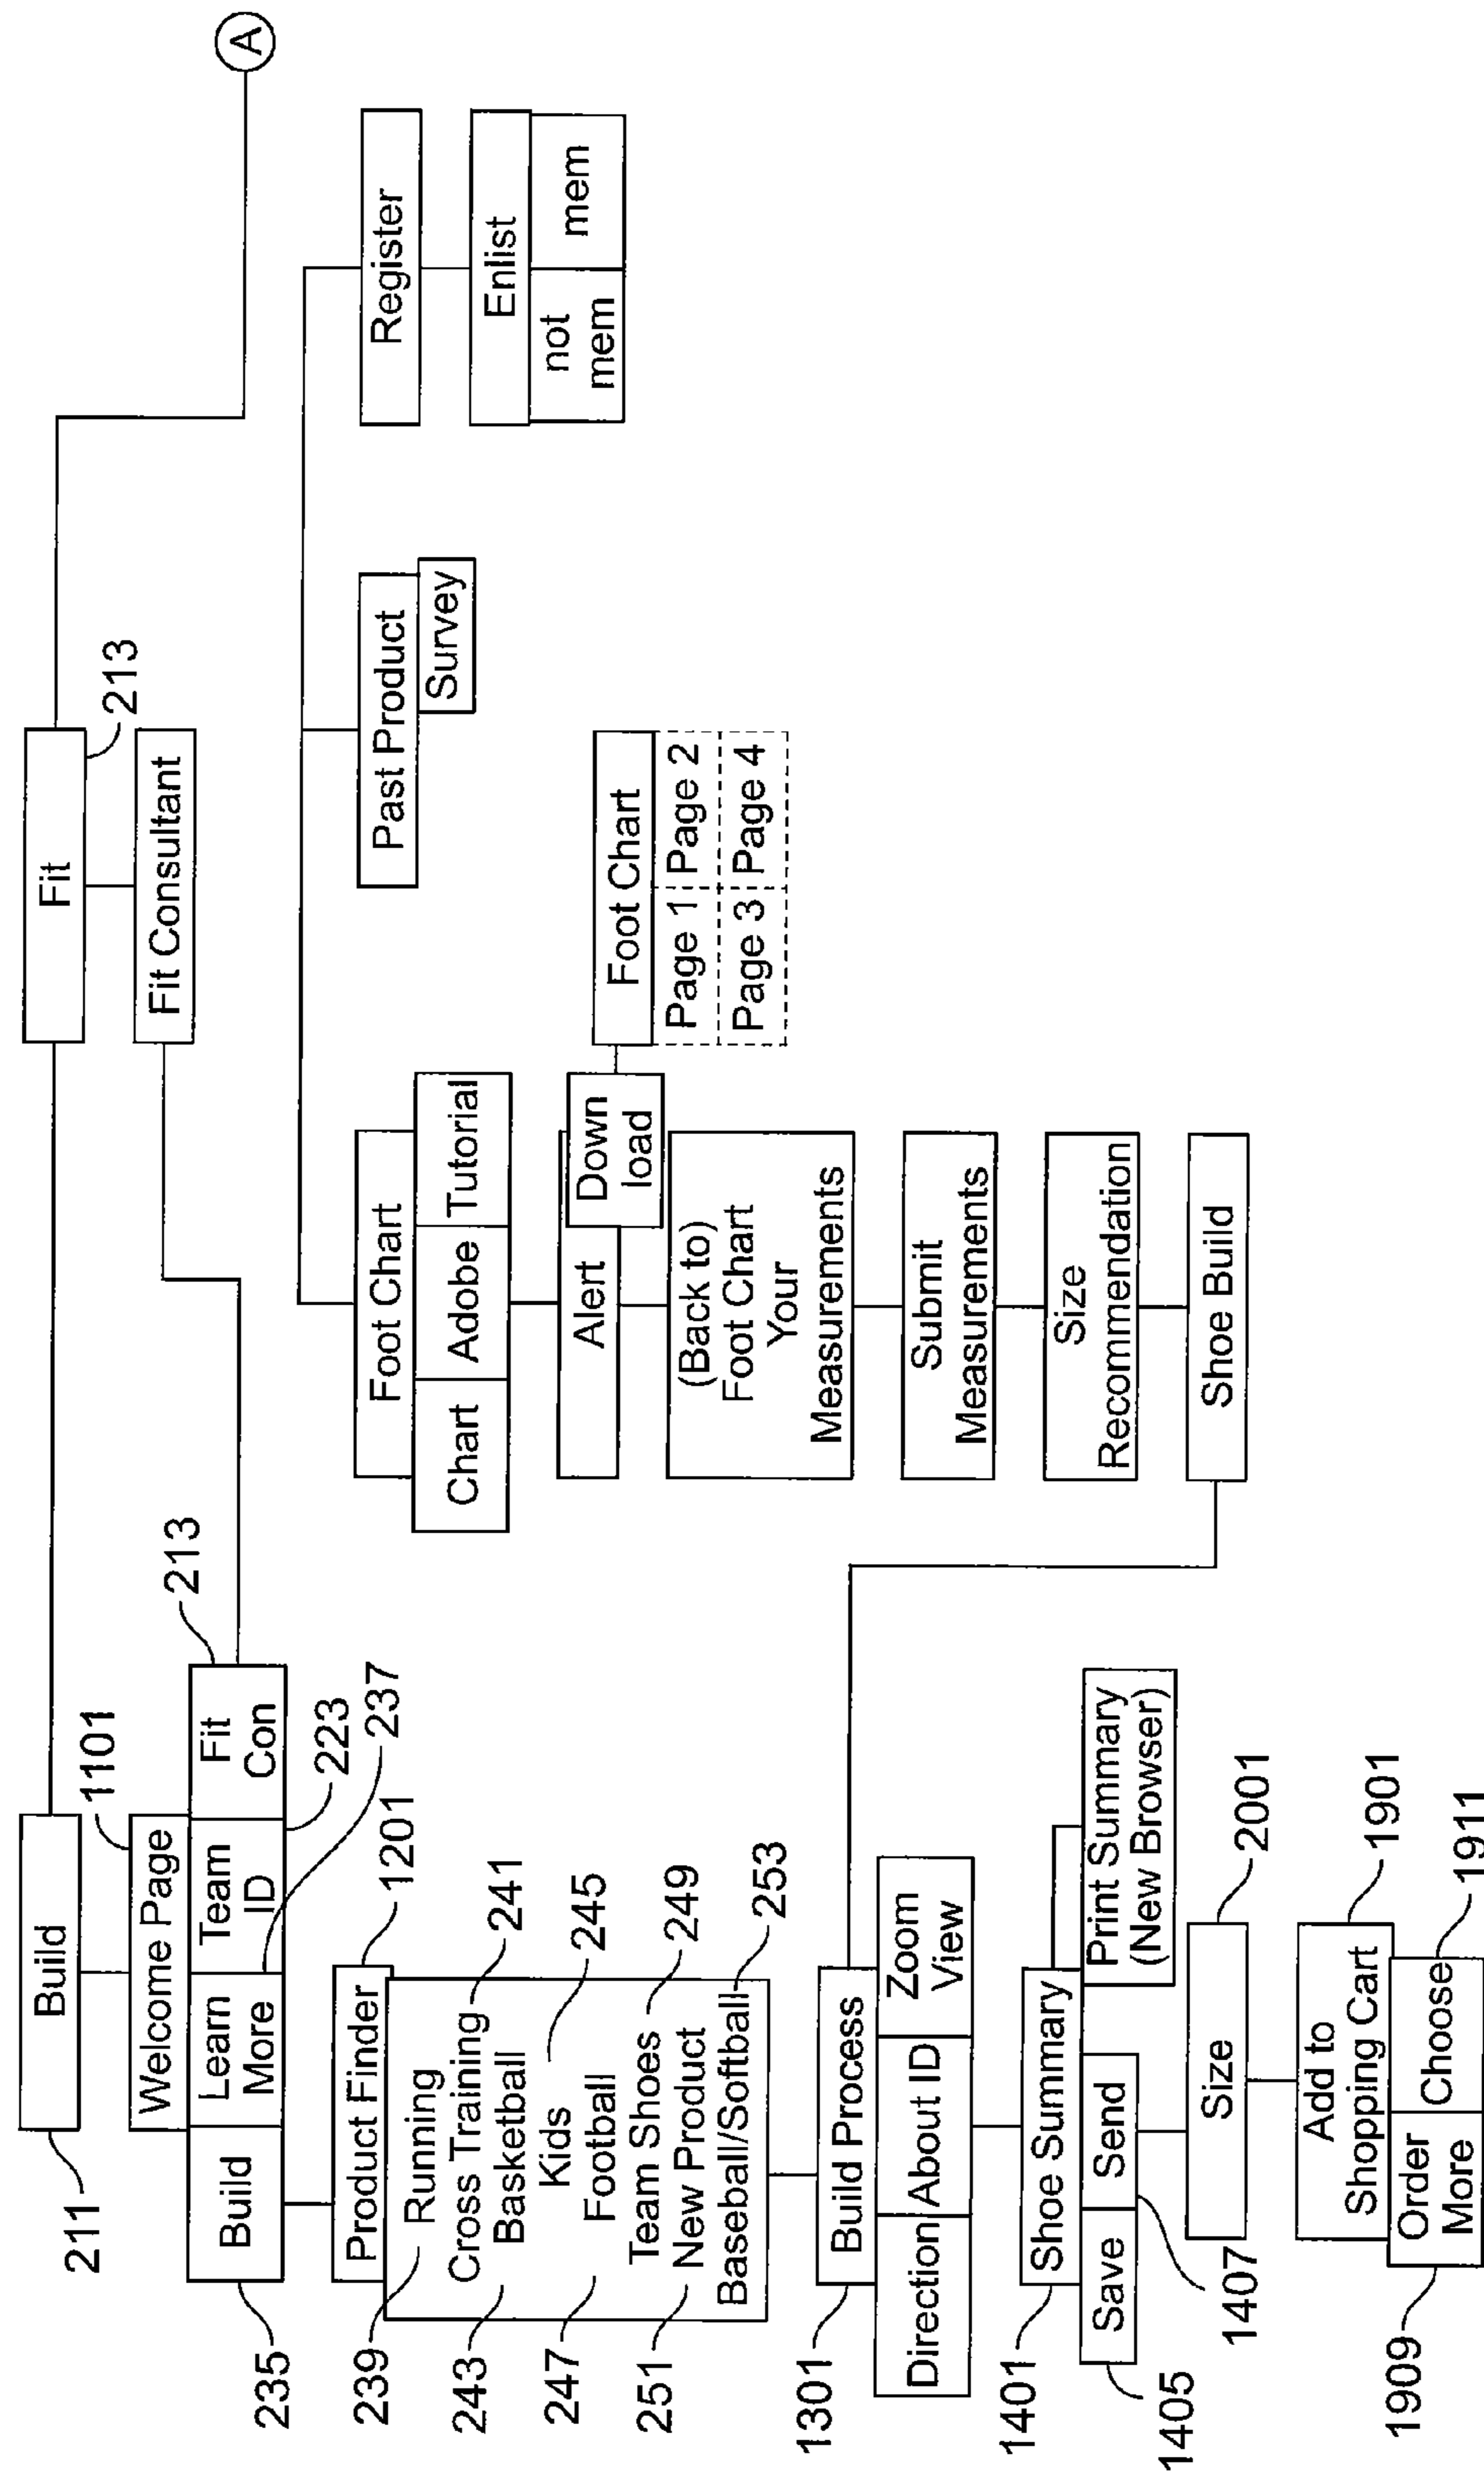 A
Build
Fit
211
213
1101
Welcome Page
Fit Consultant
213
235
Build
Learn
More
Team
ID
Fit
Con
223
237
Product Finder
1201
239
Running
Cross Training
241
243
Basketball
Kids
245
247
Football
Team Shoes
249
251
New Product
Baseball/Softball
253
Foot Chart
Chart
Adobe
Tutorial
Alert
Down
load
Foot Chart
Page 1
Page 2
Page 3
Page 4
(Back to)
Foot Chart
Your
Measurements
Submit
Measurements
Size
Recommendation
Shoe Build
Past Product
Survey
Register
Enlist
not
mem
mem
1301
Build Process
Direction
About ID
Zoom
View
1401
Shoe Summary
Save
Send
Print Summary
(New Browser)
1405
1407
Size
2001
Add to
Shopping Cart
1901
1909
Order
More
Choose
1911